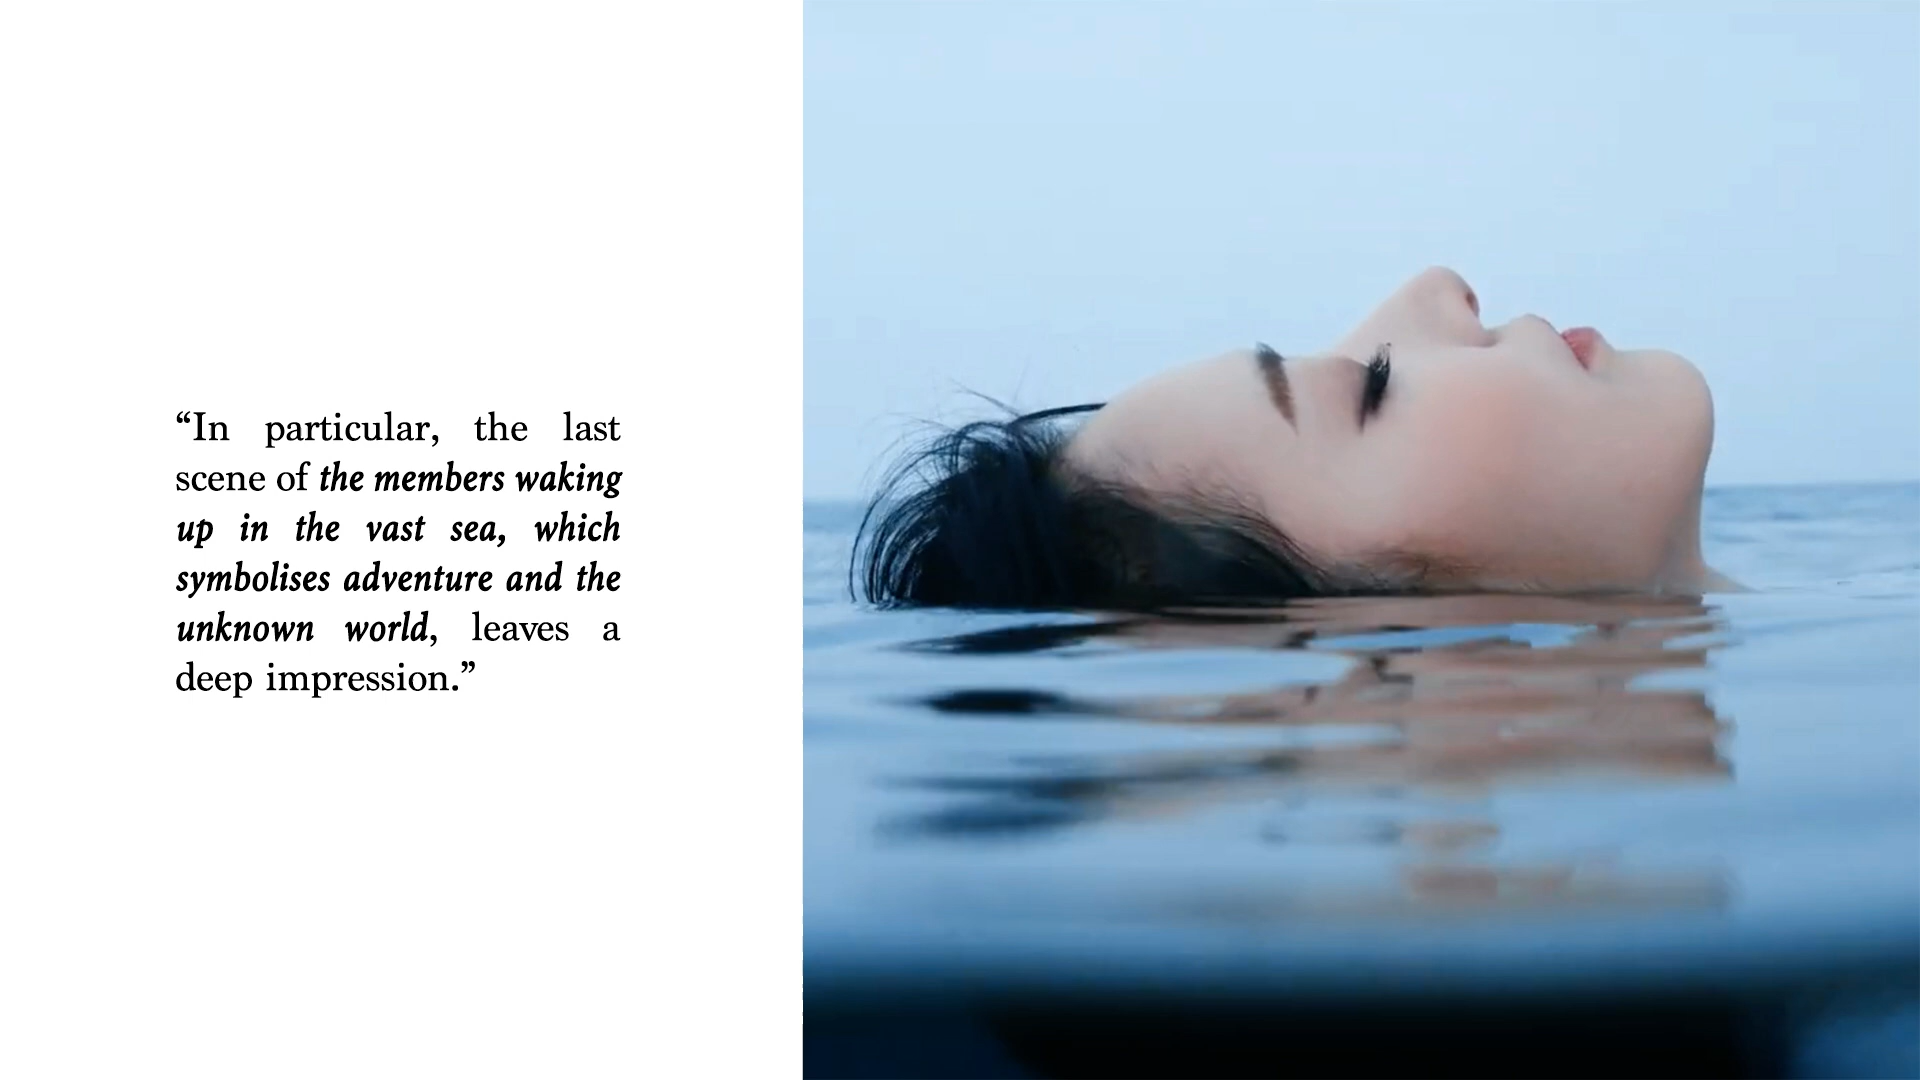 “In particular, the last
scene of the members waking
up in the vast sea, which
symbolises adventure and the
unknown world, leaves a
deep impression.”